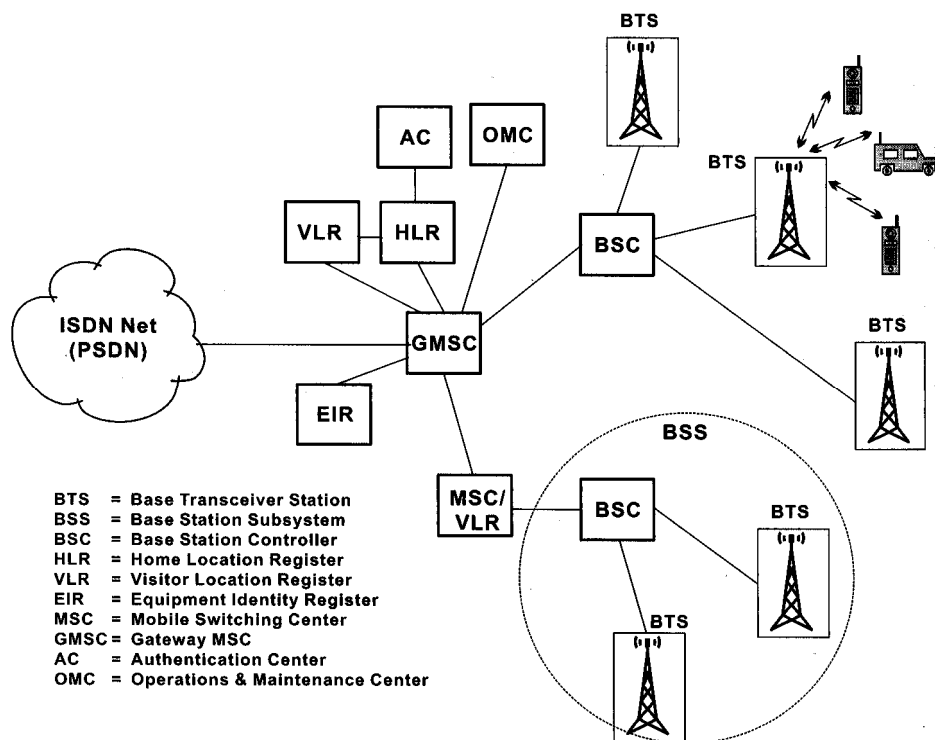 BTS
AC
OMC
BTS
VLR
HLR
BSC
ISDN Net
(PSDN)
GMSC
BTS
EIR
BSS
MSC/
VLR
BSC
BTS
BTS
BTS = Base Transceiver Station
BSS = Base Station Subsystem
BSC = Base Station Controller
HLR = Home Location Register
VLR = Visitor Location Register
EIR = Equipment Identity Register
MSC = Mobile Switching Center
GMSC = Gateway MSC
AC = Authentication Center
OMC = Operations & Maintenance Center